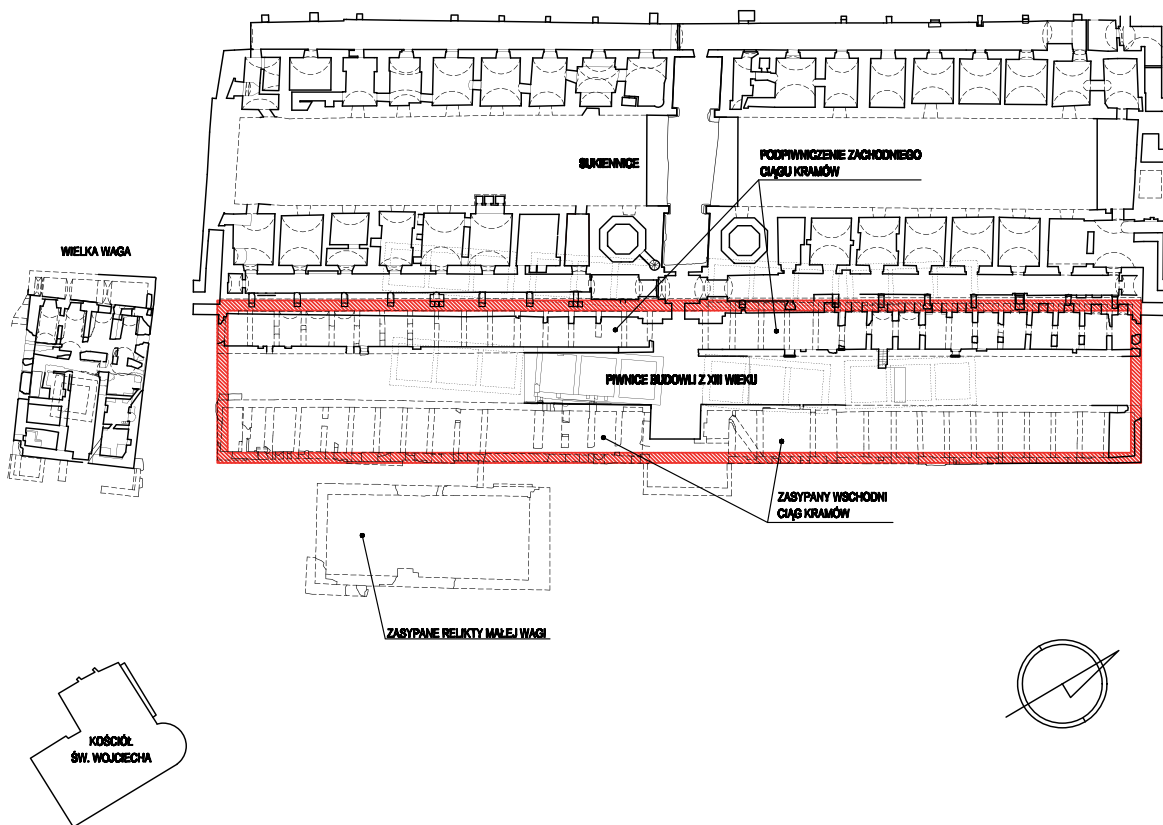 SUKIENNICE
PODPIWNICZENIE ZACHODNIEGO
CIĄGU KRAMÓW
WIELKA WAGA
PIWNICE BUDOWLI Z XIII WIEKU
ZASYPANY WSCHODNI
CIĄG KRAMÓW
ZASYPANE RELIKTY MAŁEJ WAGI
KOŚCIÓŁ
ŚW. WOJCIECHA